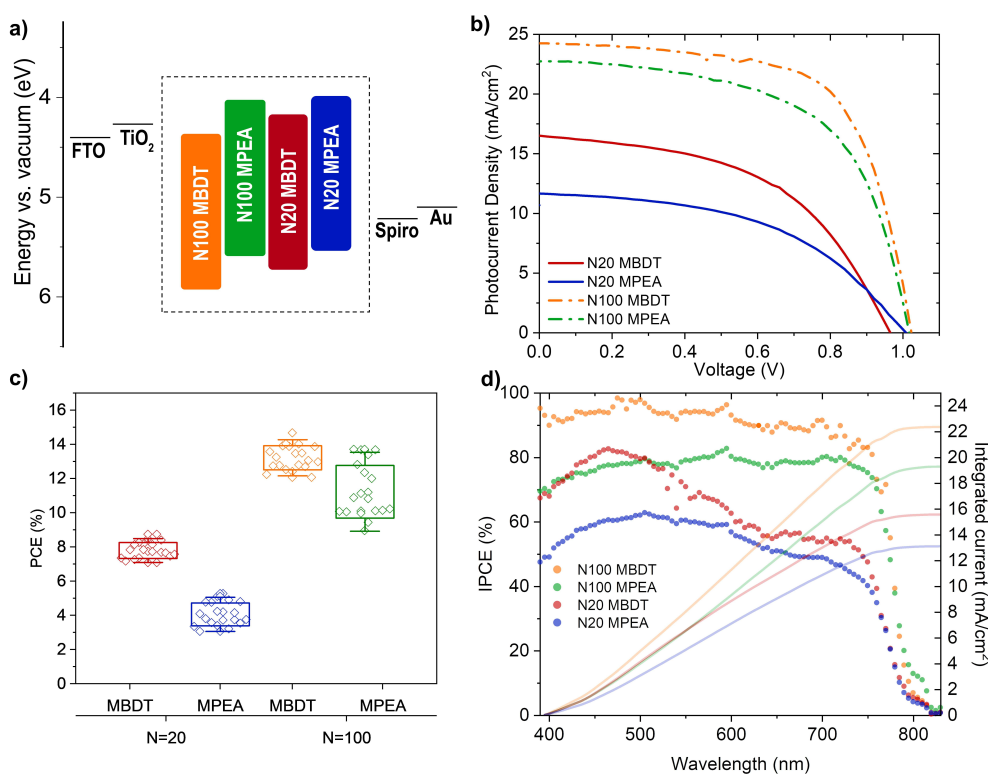 a)
Energy vs. vacuum (eV)
4
5
6
FTO
TiO2
N100 MBDT
N100 MPEA
N20 MBDT
N20 MPEA
Spiro
Au
b)
Photocurrent Density (mA/cm2)
25
20
15
10
5
0
N20 MBDT
N20 MPEA
N100 MBDT
N100 MPEA
0.0 0.2 0.4 0.6 0.8 1.0
Voltage (V)
c)
PCE (%)
16
14
12
10
8
6
4
2
0
MBDT MPEA MBDT MPEA
N=20 N=100
d)
IPCE (%)
100
80
60
40
20
0
N100 MBDT
N100 MPEA
N20 MBDT
N20 MPEA
400 500 600 700 800
Wavelength (nm)
24
22
20
18
16
14
12
10
8
6
4
2
0
Integrated current (mA/cm2)